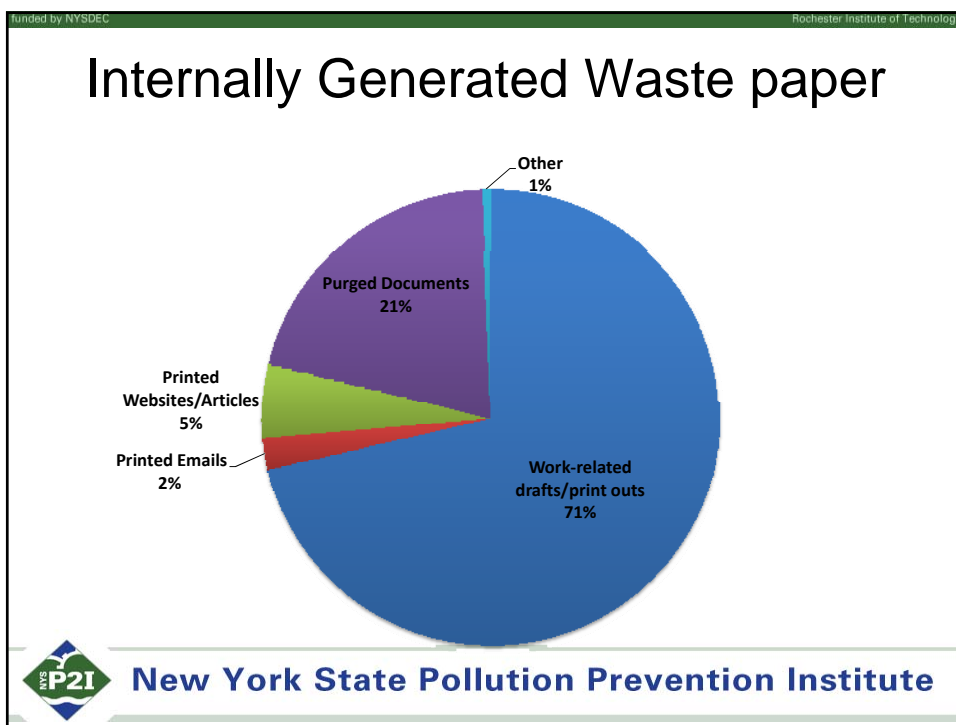 funded by NYSDEC
Rochester Institute of Technolog
Internally Generated Waste paper
Other
1%
Purged Documents
21%
Printed
Websites/Articles
5%
Printed Emails
2%
Work-related
drafts/print outs
71%
NYS
P2I
New York State Pollution Prevention Institute